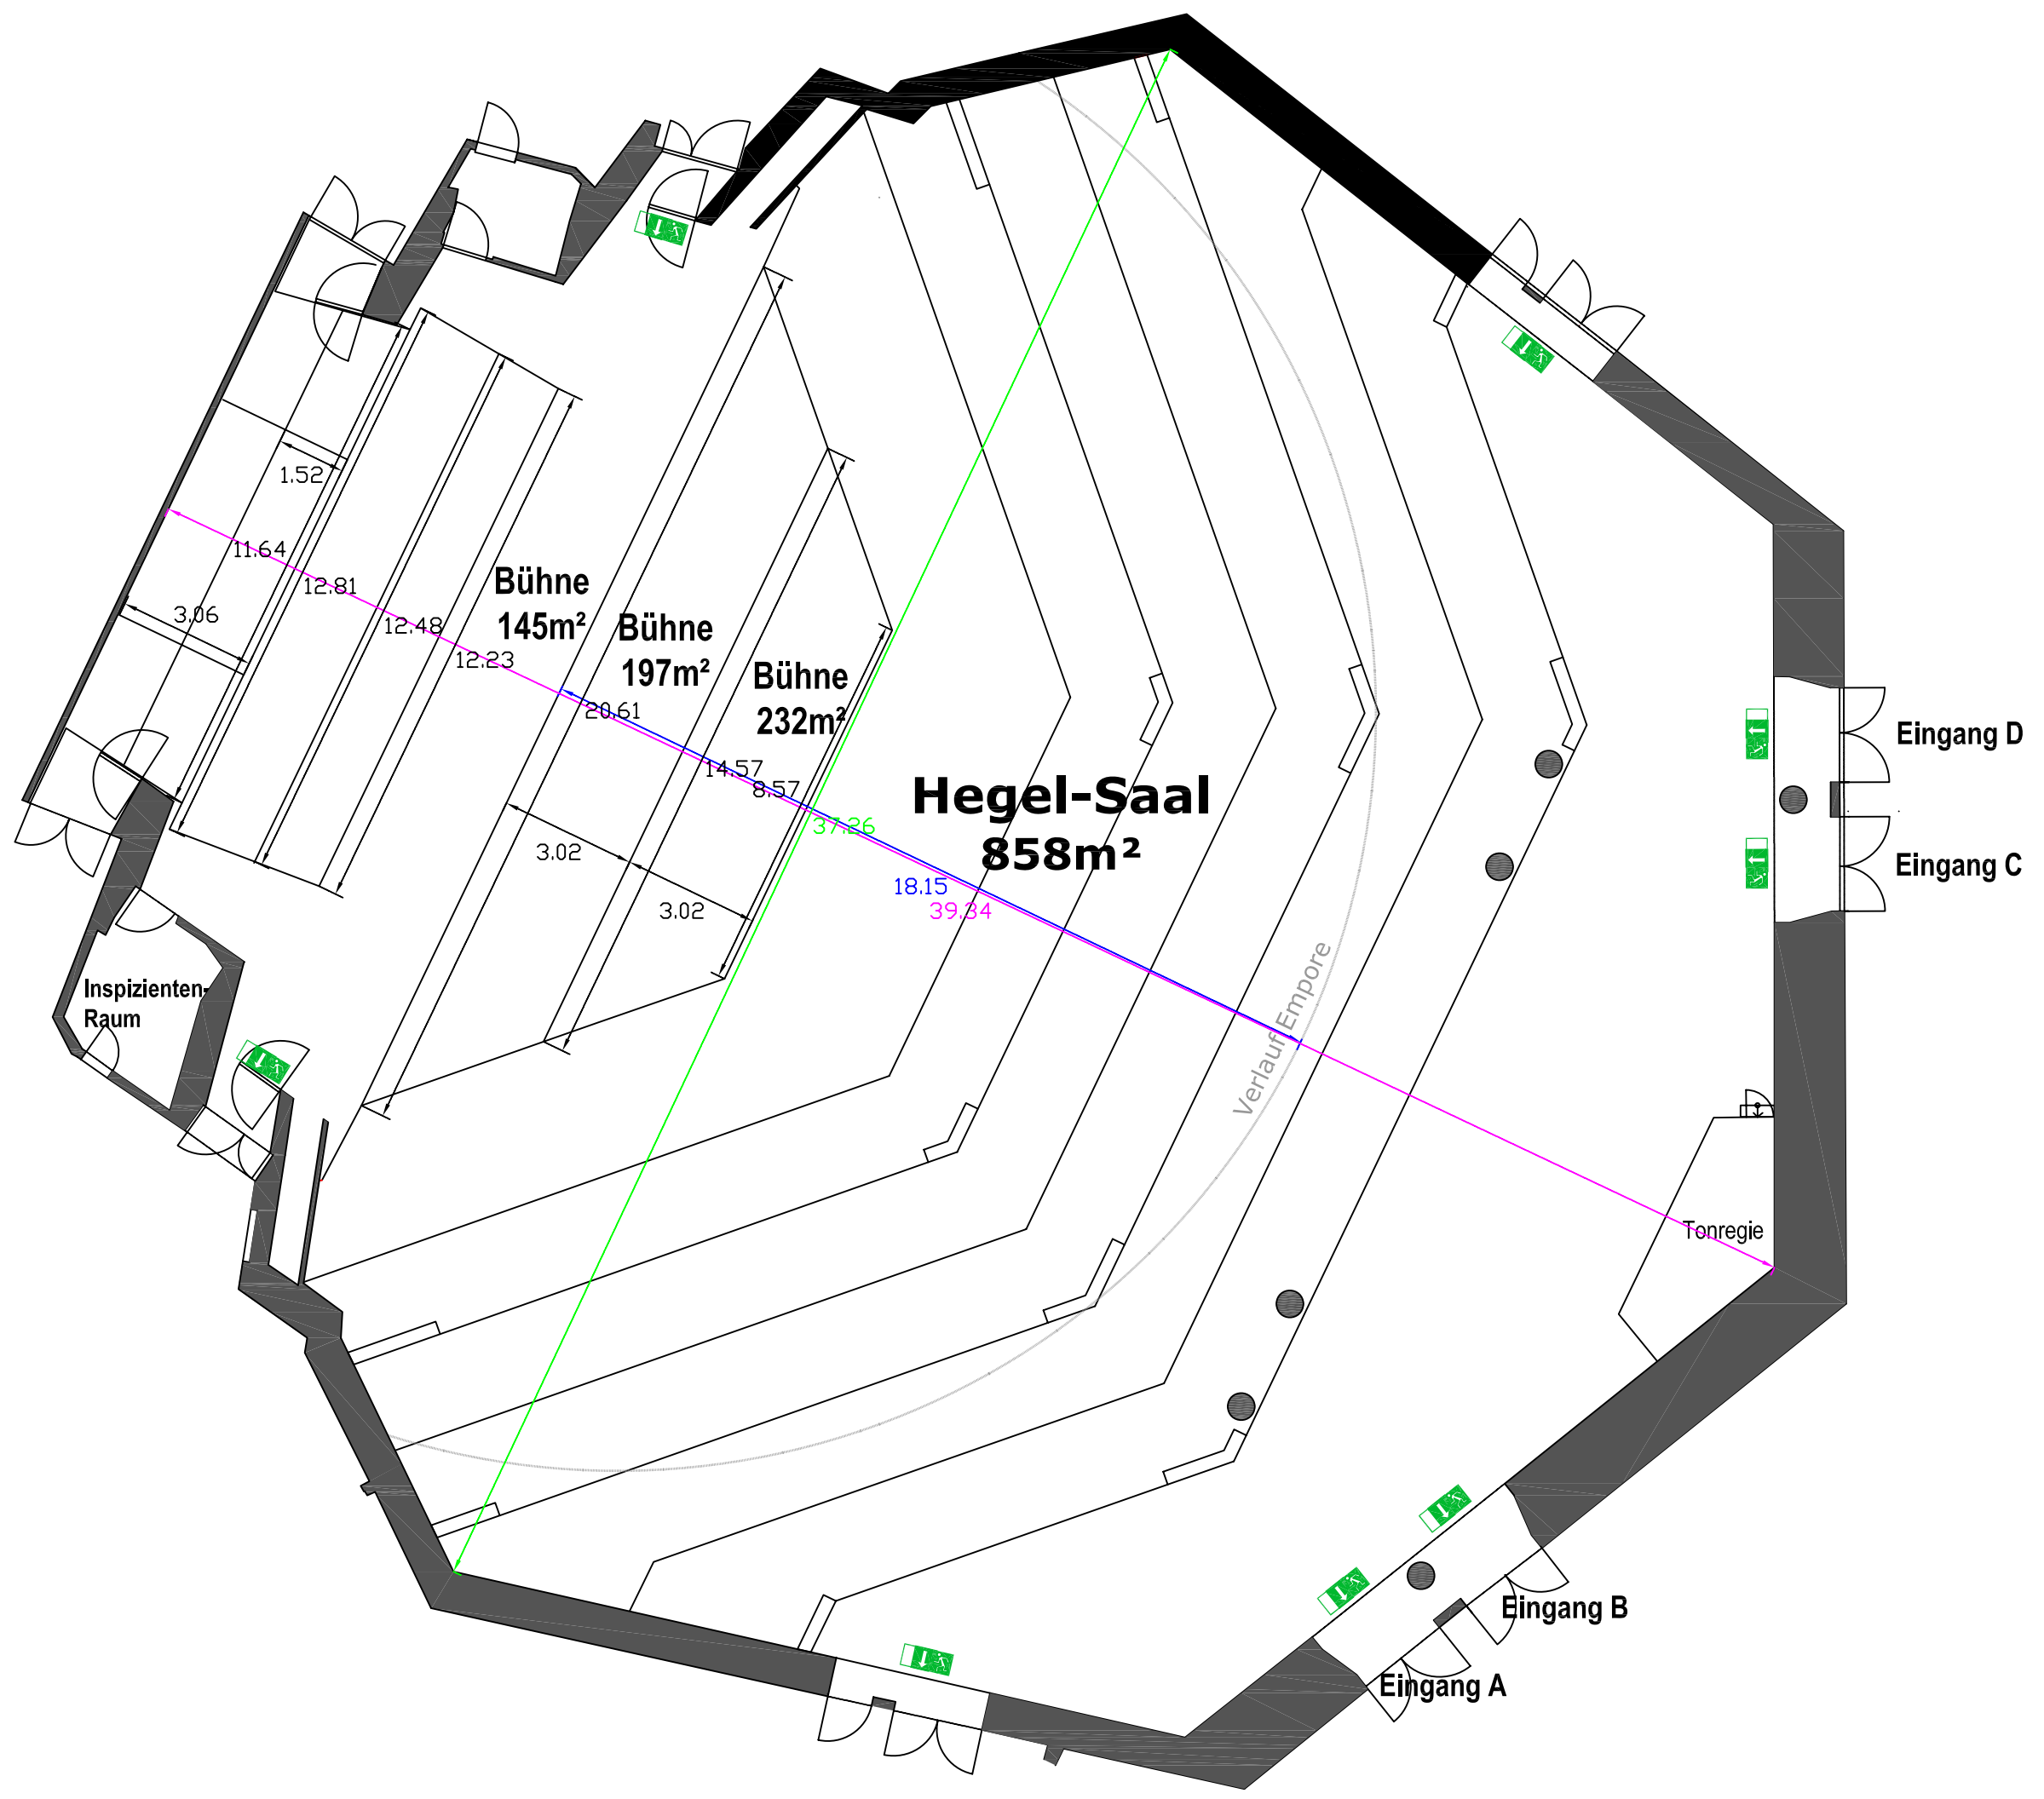 1.52
11.64
12.81
3.06
12.48
12.23
Bühne
145m²
Bühne
197m²
Bühne
232m²
20.61
14.57
8.57
37.26
Hegel-Saal
858m²
3.02
3.02
18.15
39.34
Verlauf Empore
Eingang D
Eingang C
Inspizienten-
Raum
Tonregie
Eingang B
Eingang A